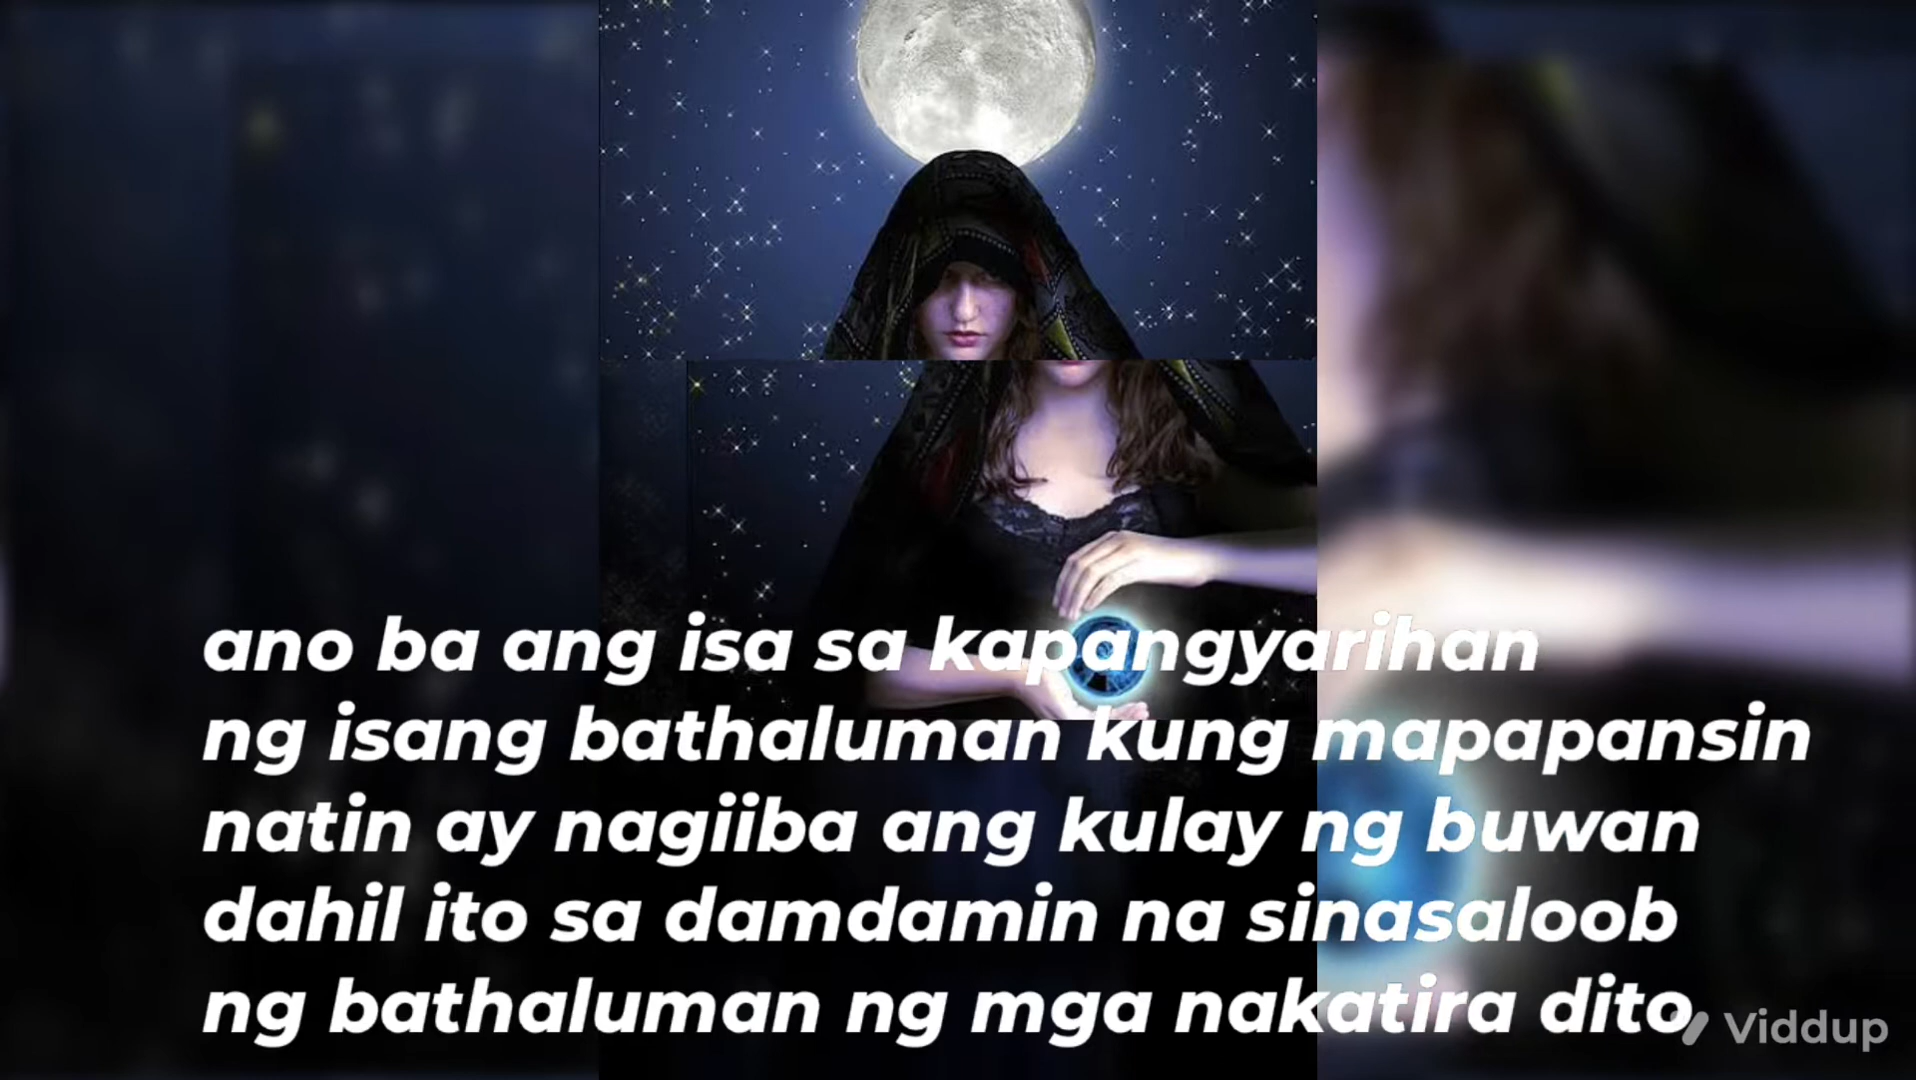 ano ba ang isa sa kapangyarihan
ng isang bathaluman kung mapapansin
natin ay nagiiba ang kulay ng buwan
dahil ito sa damdamin na sinasaloob
ng bathaluman ng mga nakatira dito
Viddup